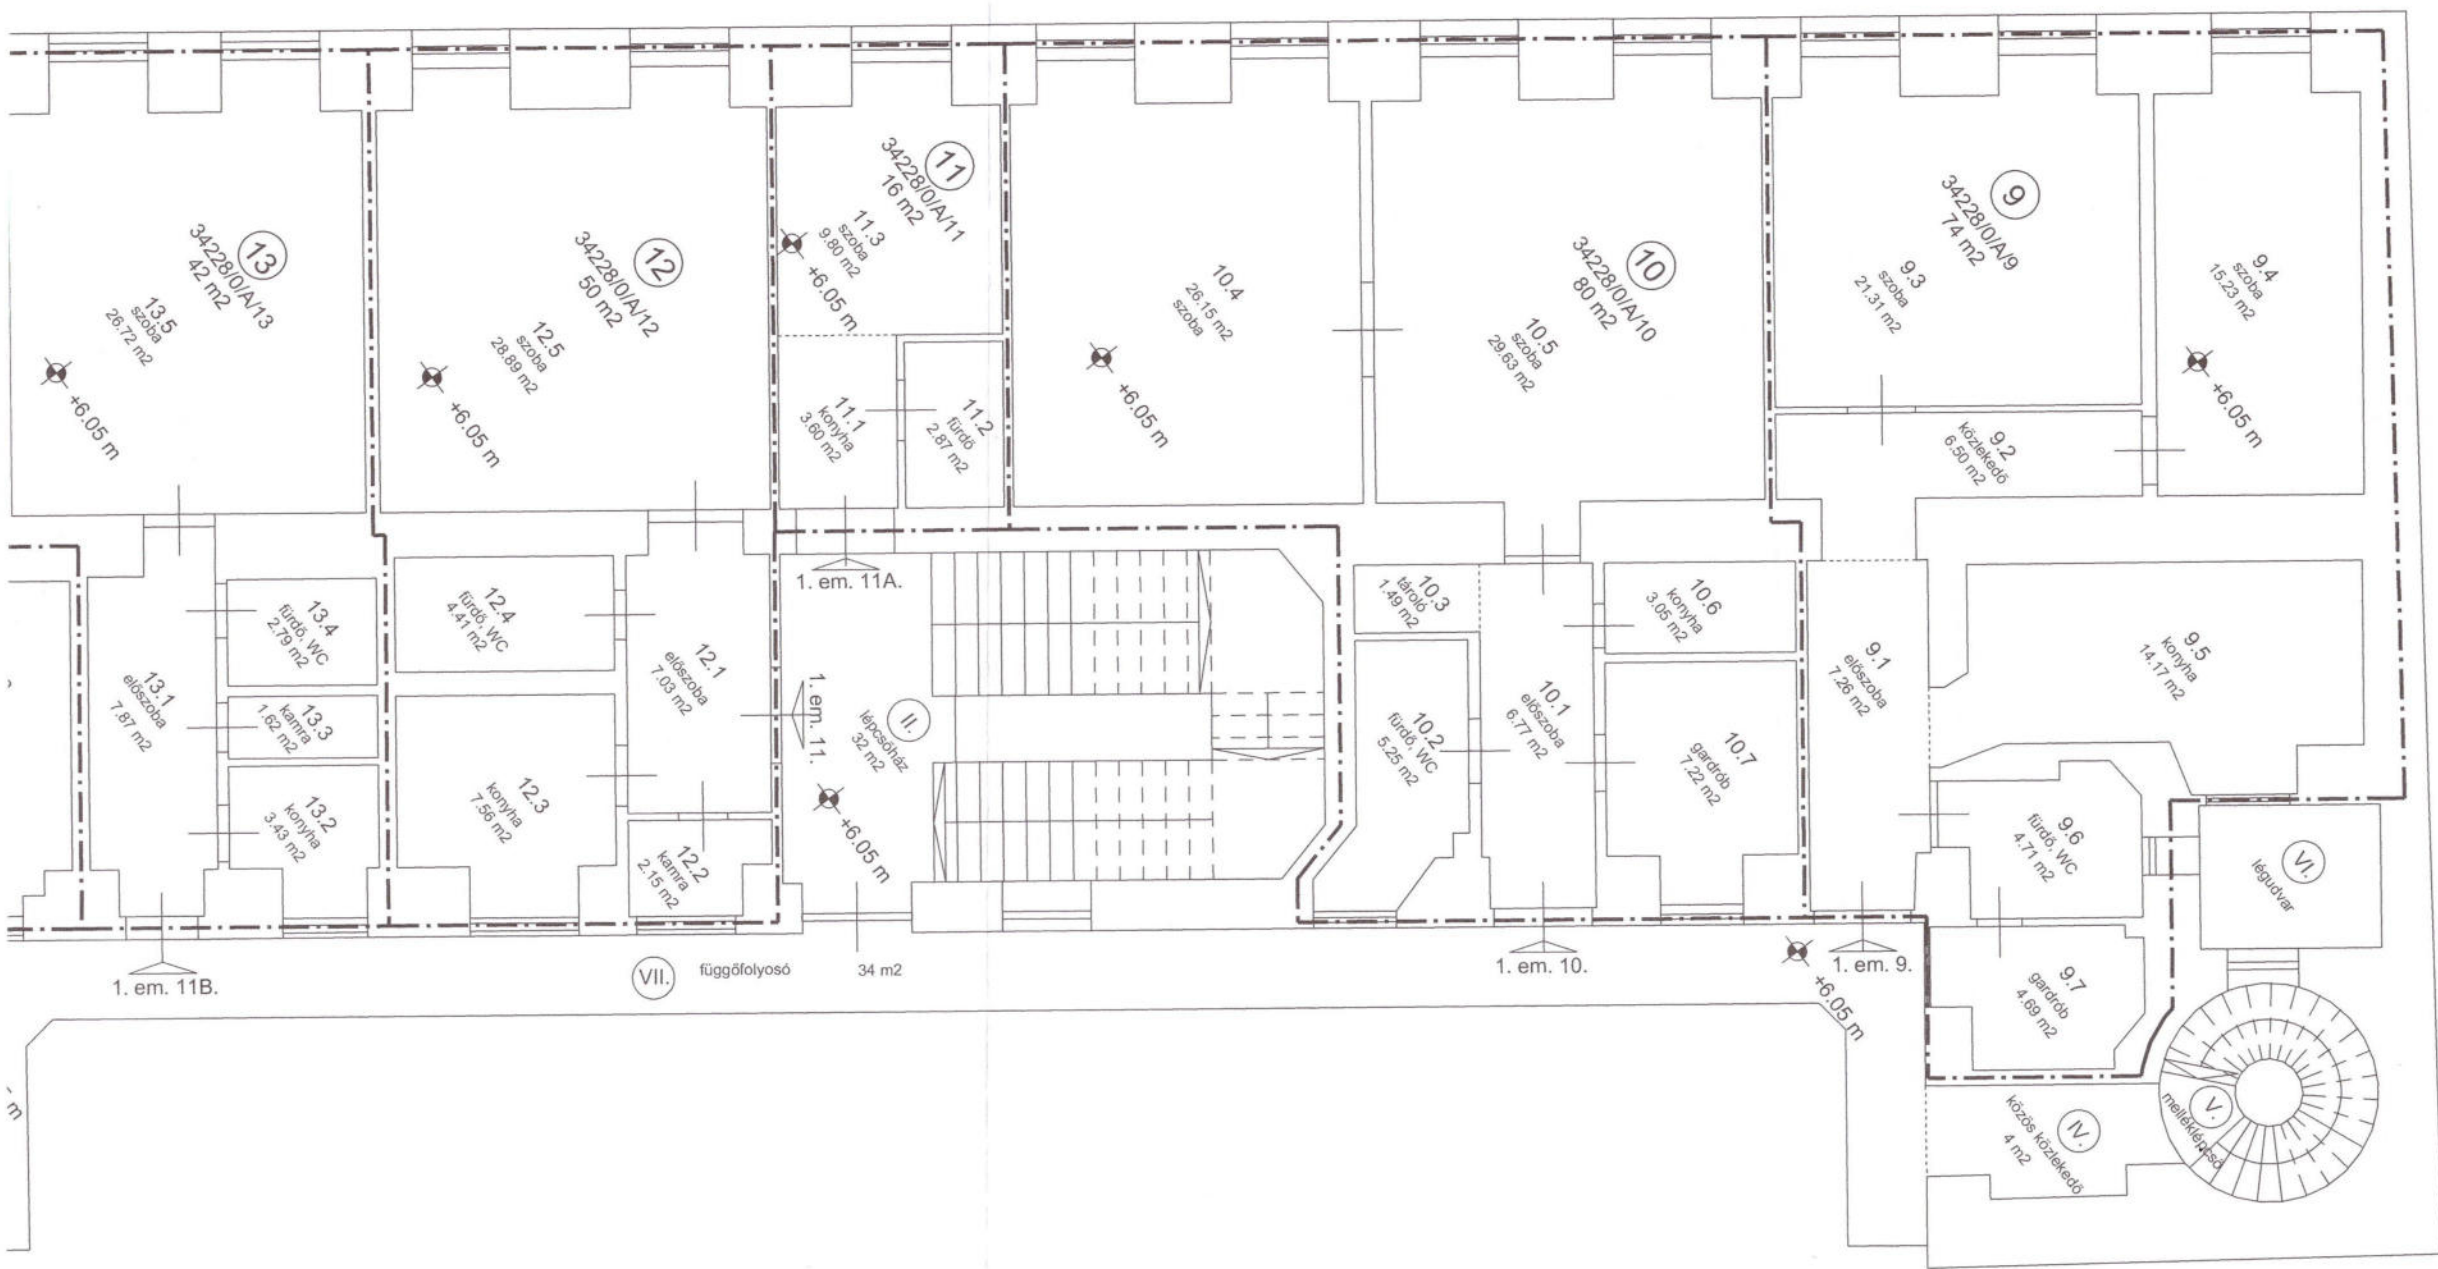 13
34228/0/A/13
42 m2
13.5
szoba
26.72 m2
+6.05 m
12
34228/0/A/12
50 m2
12.5
szoba
28.89 m2
+6.05 m
11
34228/0/A/11
16 m2
11.3
szoba
9.80 m2
+6.05 m
11.1
konyha
3.60 m2
11.2
fürdő
2.87 m2
10.4
26.15 m2
szoba
+6.05 m
10
34228/0/A/10
80 m2
10.5
szoba
29.63 m2
9
34228/0/A/9
74 m2
9.3
szoba
21.31 m2
9.4
szoba
15.23 m2
+6.05 m
9.2
közlekedő
6.50 m2
13.1
előszoba
7.87 m2
13.4
fürdő, WC
2.79 m2
13.3
kamra
1.62 m2
13.2
konyha
3.43 m2
12.4
fürdő, WC
4.41 m2
12.1
előszoba
7.03 m2
12.3
konyha
7.56 m2
12.2
kamra
2.15 m2
1. em. 11A.
1. em. 11.
II.
lépcsőház
32 m2
+6.05 m
10.3
tároló
1.49 m2
10.2
fürdő, WC
5.25 m2
10.1
előszoba
6.77 m2
10.6
konyha
3.05 m2
10.7
gardrób
7.22 m2
9.1
előszoba
7.26 m2
9.5
konyha
14.17 m2
9.6
fürdő, WC
4.71 m2
VI.
légudvar
9.7
gardrób
4.69 m2
1. em. 11B.
VII.
függőfolyosó
34 m2
1. em. 10.
1. em. 9.
+6.05 m
IV.
közös közlekedő
4 m2
V.
melléklépcső
m